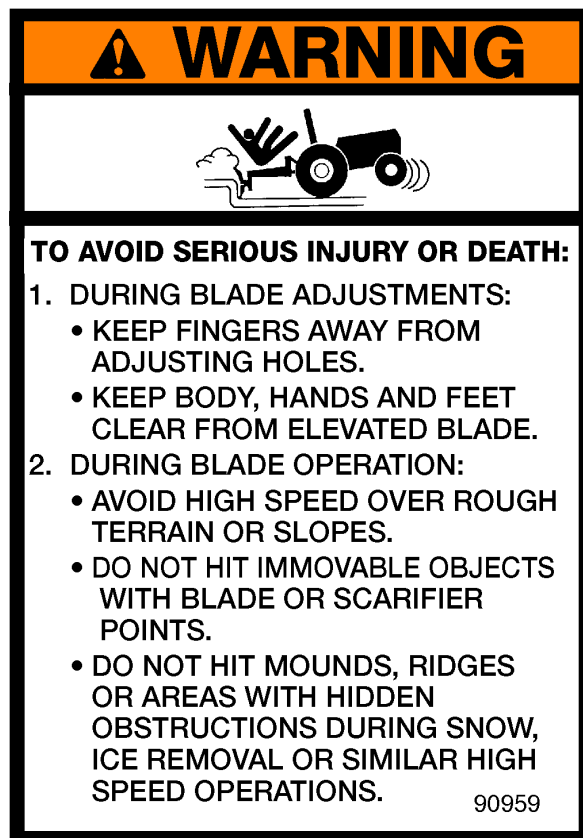 WARNING
TO AVOID SERIOUS INJURY OR DEATH:
1. DURING BLADE ADJUSTMENTS:
• KEEP FINGERS AWAY FROM
ADJUSTING HOLES.
• KEEP BODY, HANDS AND FEET
CLEAR FROM ELEVATED BLADE.
2. DURING BLADE OPERATION:
• AVOID HIGH SPEED OVER ROUGH
TERRAIN OR SLOPES.
• DO NOT HIT IMMOVABLE OBJECTS
WITH BLADE OR SCARIFIER
POINTS.
• DO NOT HIT MOUNDS, RIDGES
OR AREAS WITH HIDDEN
OBSTRUCTIONS DURING SNOW,
ICE REMOVAL OR SIMILAR HIGH
SPEED OPERATIONS.
90959